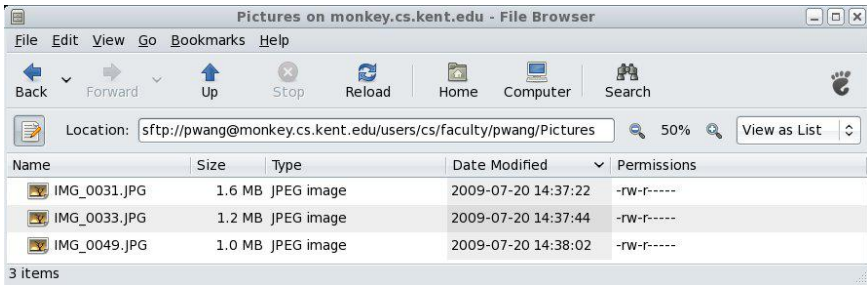 Pictures on monkey.cs.kent.edu - File Browser
File Edit View Go Bookmarks Help
Back Forward Up Stop Reload Home Computer Search
Location: sftp://pwang@monkey.cs.kent.edu/users/cs/faculty/pwang/Pictures 50% View as List
Name Size Type Date Modified Permissions
IMG_0031.JPG 1.6 MB JPEG image 2009-07-20 14:37:22 -rw-r-----
IMG_0033.JPG 1.2 MB JPEG image 2009-07-20 14:37:44 -rw-r-----
IMG_0049.JPG 1.0 MB JPEG image 2009-07-20 14:38:02 -rw-r-----
3 items